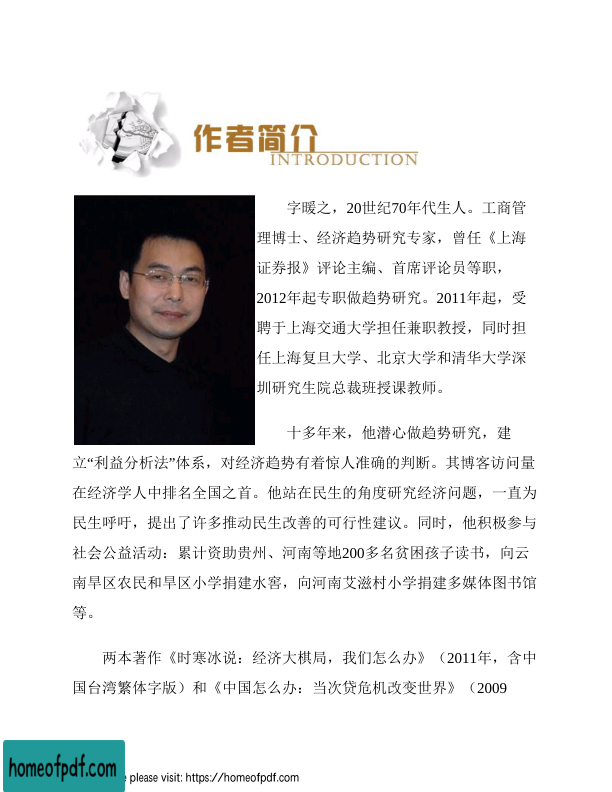 作者简介
INTRODUCTION
字暖之，20世纪70年代生人。工商管
理博士、经济趋势研究专家，曾任《上海
证券报》评论主编、首席评论员等职，
2012年起专职做趋势研究。2011年起，受
聘于上海交通大学担任兼职教授，同时担
任上海复旦大学、北京大学和清华大学深
圳研究生院总裁班授课教师。
十多年来，他潜心做趋势研究，建
立“利益分析法”体系，对经济趋势有着惊人准确的判断。其博客访问量
在经济学人中排名全国之首。他站在民生的角度研究经济问题，一直为
民生呼吁，提出了许多推动民生改善的可行性建议。同时，他积极参与
社会公益活动：累计资助贵州、河南等地200多名贫困孩子读书，向云
南旱区农民和旱区小学捐建水窖，向河南艾滋村小学捐建多媒体图书馆
等。
两本著作《时寒冰说：经济大棋局，我们怎么办》（2011年，含中
国台湾繁体字版）和《中国怎么办：当次贷危机改变世界》（2009
homeofpdf.com
e please visit: https://homeofpdf.com